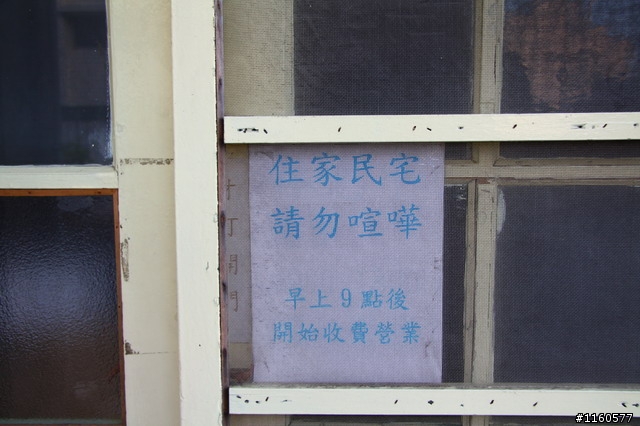 住家民宅
請勿喧嘩
早上9點後
開始收費營業
#1160577